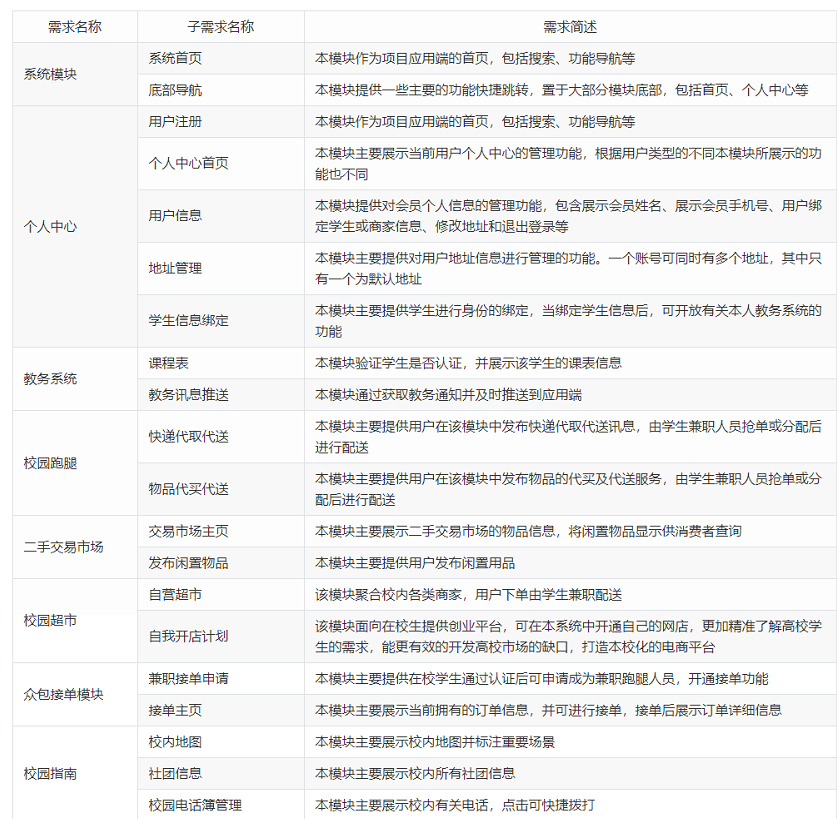 需求名称 子需求名称 需求简述
系统模块
系统首页 本模块作为项目应用端的首页，包括搜索、功能导航等
底部导航 本模块提供一些主要的功能快捷跳转，置于大部分模块底部，包括首页、个人中心等
个人中心
用户注册 本模块作为项目应用端的首页，包括搜索、功能导航等
个人中心首页 本模块主要展示当前用户个人中心的管理功能，根据用户类型的不同本模块所展示的功
能也不同
用户信息 本模块提供对会员个人信息的管理功能，包含展示会员姓名、展示会员手机号、用户绑
定学生或商家信息、修改地址和退出登录等
地址管理 本模块主要提供对用户地址信息进行管理的功能。一个账号可同时有多个地址，其中只
有一个为默认地址
学生信息绑定 本模块主要提供学生进行身份的绑定，当绑定学生信息后，可开放有关本人教务系统的
功能
教务系统
课程表 本模块验证学生是否认证，并展示该学生的课表信息
教务讯息推送 本模块通过获取教务通知并及时推送到应用端
校园跑腿
快递代取代送 本模块主要提供用户在该模块中发布快递代取代送讯息，由学生兼职人员抢单或分配后
进行配送
物品代买代送 本模块主要提供用户在该模块中发布物品的代买及代送服务，由学生兼职人员抢单或分
配后进行配送
二手交易市场
交易市场主页 本模块主要展示二手交易市场的物品信息，将闲置物品显示供消费者查询
发布闲置物品 本模块主要提供用户发布闲置用品
校园超市
自营超市 该模块聚合校内各类商家，用户下单由学生兼职配送
自我开店计划 该模块面向在校生提供创业平台，可在本系统中开通自己的网店，更加精准了解高校学
生的需求，能更有效的开发高校市场的缺口，打造本校化的电商平台
众包接单模块
兼职接单申请 本模块主要提供在校学生通过认证后可申请成为兼职跑腿人员，开通接单功能
接单主页 本模块主要展示当前拥有的订单信息，并可进行接单，接单后展示订单详细信息
校园指南
校内地图 本模块主要展示校内地图并标注重要场景
社团信息 本模块主要展示校内所有社团信息
校园电话簿管理 本模块主要展示校内有关电话，点击可快捷拨打